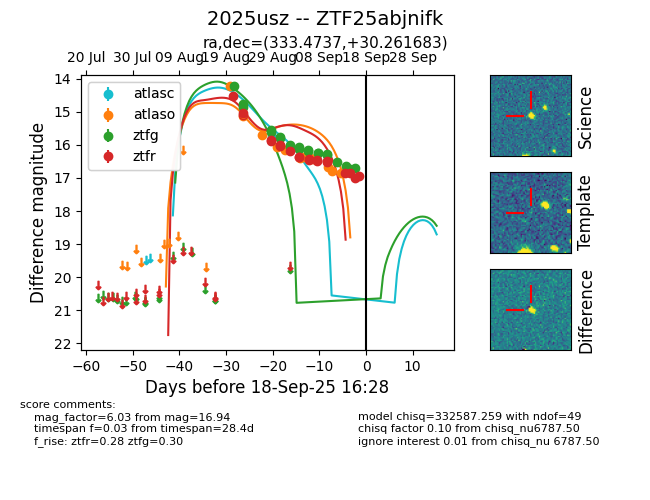 2025usz -- ZTF25abjnifk
ra,dec=(333.4737,+30.261683)
20 Jul 30 Jul 09 Aug 19 Aug 29 Aug 08 Sep 18 Sep 28 Sep
14
15
16
17
18
19
20
21
22
Difference magnitude
atlasc
atlaso
ztfg
ztfr
−60 −50 −40 −30 −20 −10 0 10
Days before 18-Sep-25 16:28
Science
Template
Difference
score comments:
mag_factor=6.03 from mag=16.94
timespan f=0.03 from timespan=28.4d
f_rise: ztfr=0.28 ztfg=0.30
model chisq=332587.259 with ndof=49
chisq factor 0.10 from chisq_nu6787.50
ignore interest 0.01 from chisq_nu 6787.50